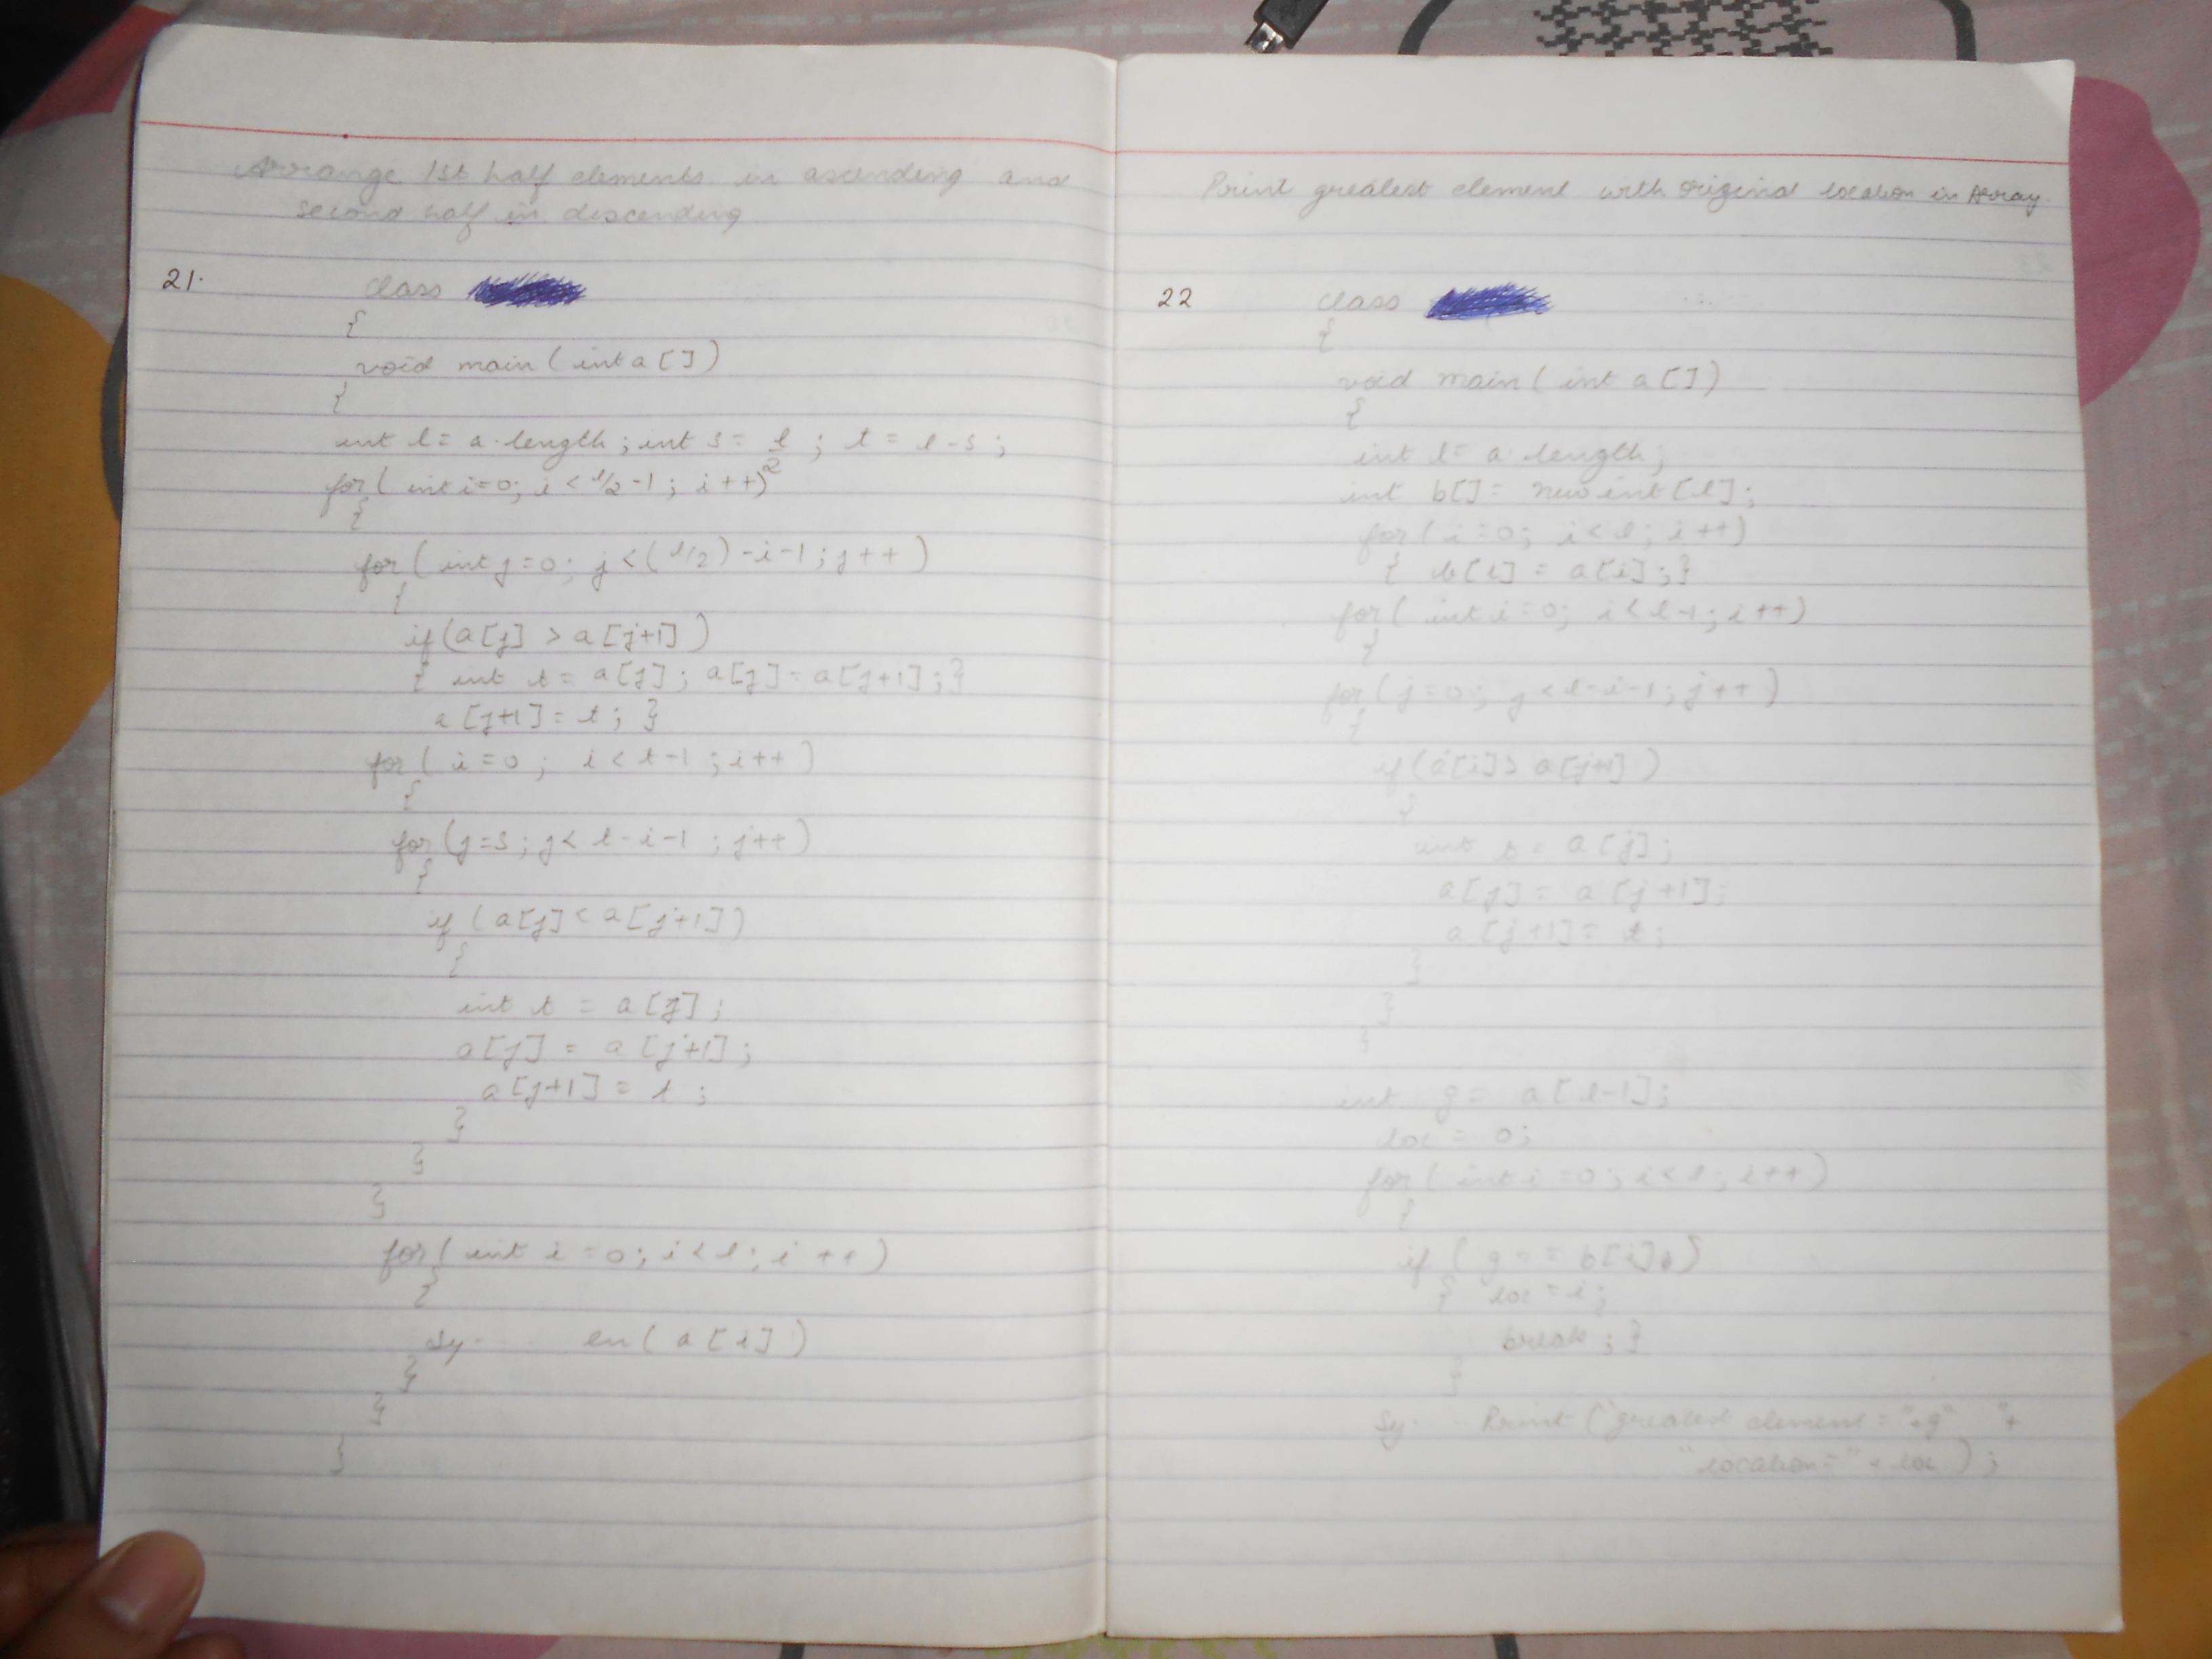 Arrange 1st half elements in ascending and
second half in descending
21.
class
{
void main ( int a [ ] )
{
int l = a . length ; int s = l/2 ; t = l - s ;
for ( int i = 0 ; i < l/2 - 1 ; i ++ )
{
for ( int j = 0 ; j < ( l/2 ) - i - 1 ; j ++ )
{
if ( a [ j ] > a [ j+1 ] )
{ int t = a [ j ] ; a [ j ] = a [ j+1 ] ; }
a [ j+1 ] = t ; }
for ( i = 0 ; i < t - 1 ; i ++ )
{
for ( j = s ; j < l - i - 1 ; j ++ )
{
if ( a [ j ] < a [ j+1 ] )
{
int t = a [ j ] ;
a [ j ] = a [ j+1 ] ;
a [ j+1 ] = t ;
}
}
}
for ( int i = 0 ; i < l ; i ++ )
{
Sy. ... ln ( a [ i ] )
}
}
}
Print greatest element with original location in Array.
22
class
{
void main ( int a [ ] )
{
int l = a . length ;
int b [ ] = new int [ l ] ;
for ( i = 0 ; i < l ; i ++ )
{ b [ i ] = a [ i ] ; }
for ( int i = 0 ; i < l - 1 ; i ++ )
{
for ( j = 0 ; j < l - i - 1 ; j ++ )
{
if ( a [ i ] > a [ j+1 ] )
{
int t = a [ j ] ;
a [ j ] = a [ j+1 ] ;
a [ j+1 ] = t ;
}
}
}
int g = a [ l-1 ] ;
loc = 0 ;
for ( int i = 0 ; i < l ; i ++ )
{
if ( g = = b [ i ] )
{ loc = i ;
break ; }
}
Sy. ... Print ( "greatest element = " + g " " +
"location = " + loc ) ;